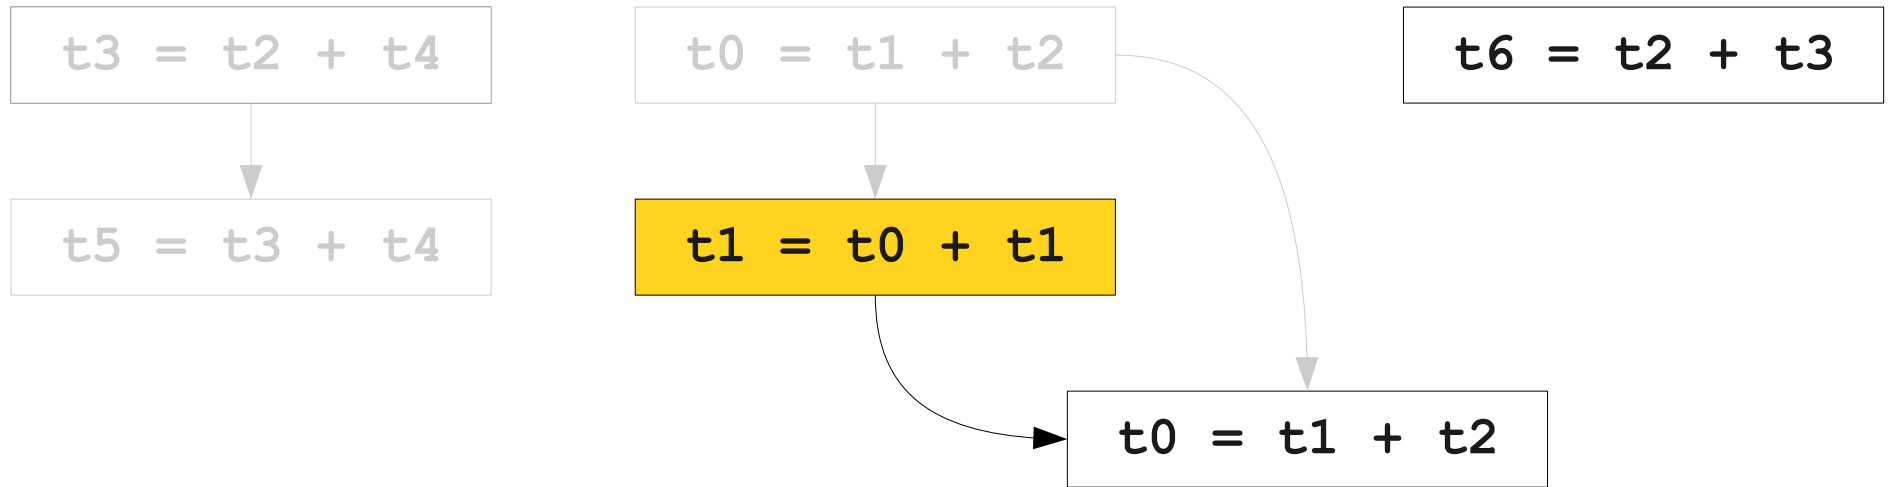 t3 = t2 + t4
t0 = t1 + t2
t6 = t2 + t3
t5 = t3 + t4
t1 = t0 + t1
t0 = t1 + t2